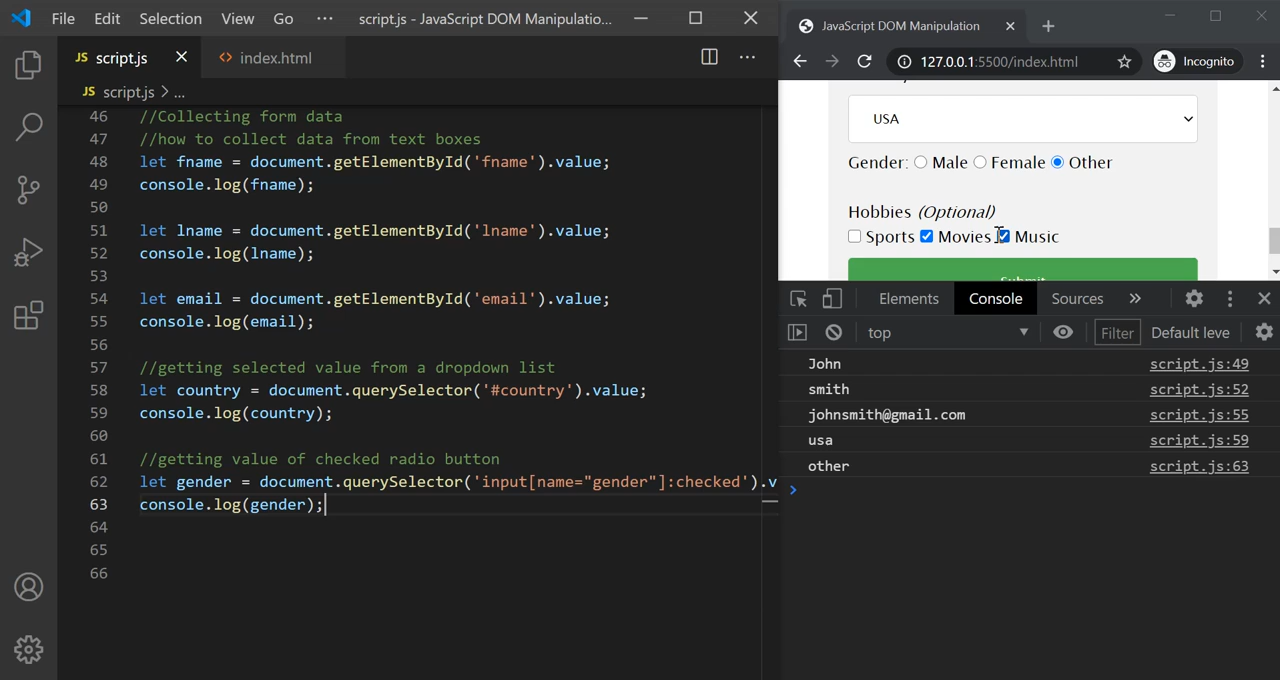 File Edit Selection View Go ··· script.js - JavaScript DOM Manipulatio...
JS script.js <> index.html ···
JS script.js > ...
46 //Collecting form data
47 //how to collect data from text boxes
48 let fname = document.getElementById('fname').value;
49 console.log(fname);
50
51 let lname = document.getElementById('lname').value;
52 console.log(lname);
53
54 let email = document.getElementById('email').value;
55 console.log(email);
56
57 //getting selected value from a dropdown list
58 let country = document.querySelector('#country').value;
59 console.log(country);
60
61 //getting value of checked radio button
62 let gender = document.querySelector('input[name="gender"]:checked').v
63 console.log(gender);
64
65
66
JavaScript DOM Manipulation
127.0.0.1:5500/index.html Incognito
USA
Gender: Male Female Other
Hobbies (Optional)
Sports Movies Music
Submit
Elements Console Sources »
top Filter Default leve
John script.js:49
smith script.js:52
johnsmith@gmail.com script.js:55
usa script.js:59
other script.js:63
>